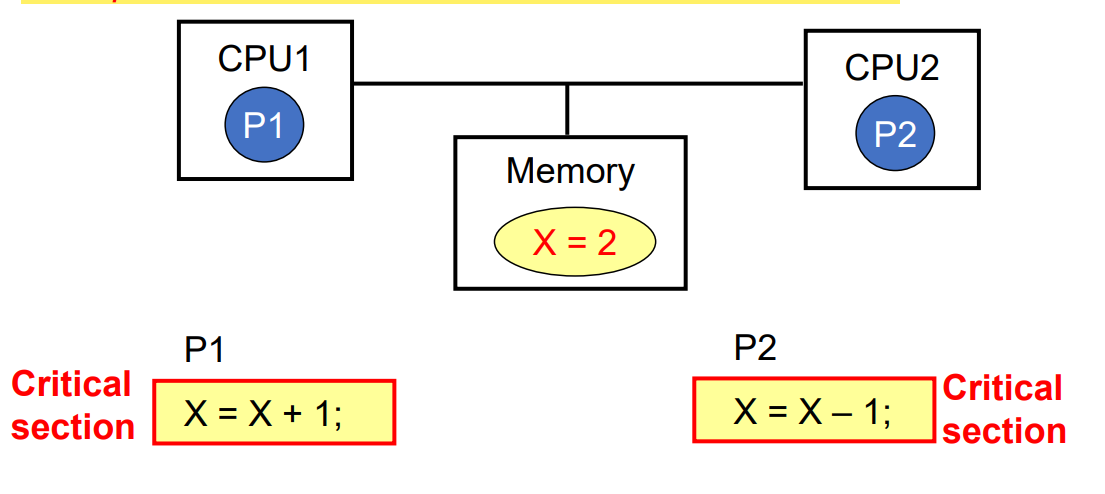 CPU1
P1
CPU2
P2
Memory
X = 2
P1
Critical
section
X = X + 1;
P2
X = X – 1;
Critical
section